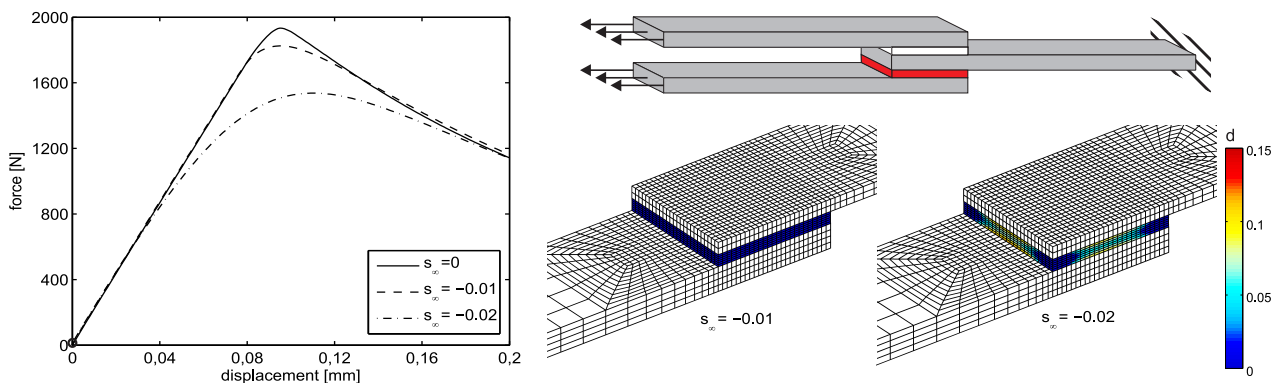 2000
1600
1200
800
400
0
force [N]
0
0,04
0,08
0,12
0,16
0,2
displacement [mm]
s∞=0
s∞= −0.01
s∞= −0.02
s∞= −0.01
s∞= −0.02
d
0.15
0.1
0.05
0